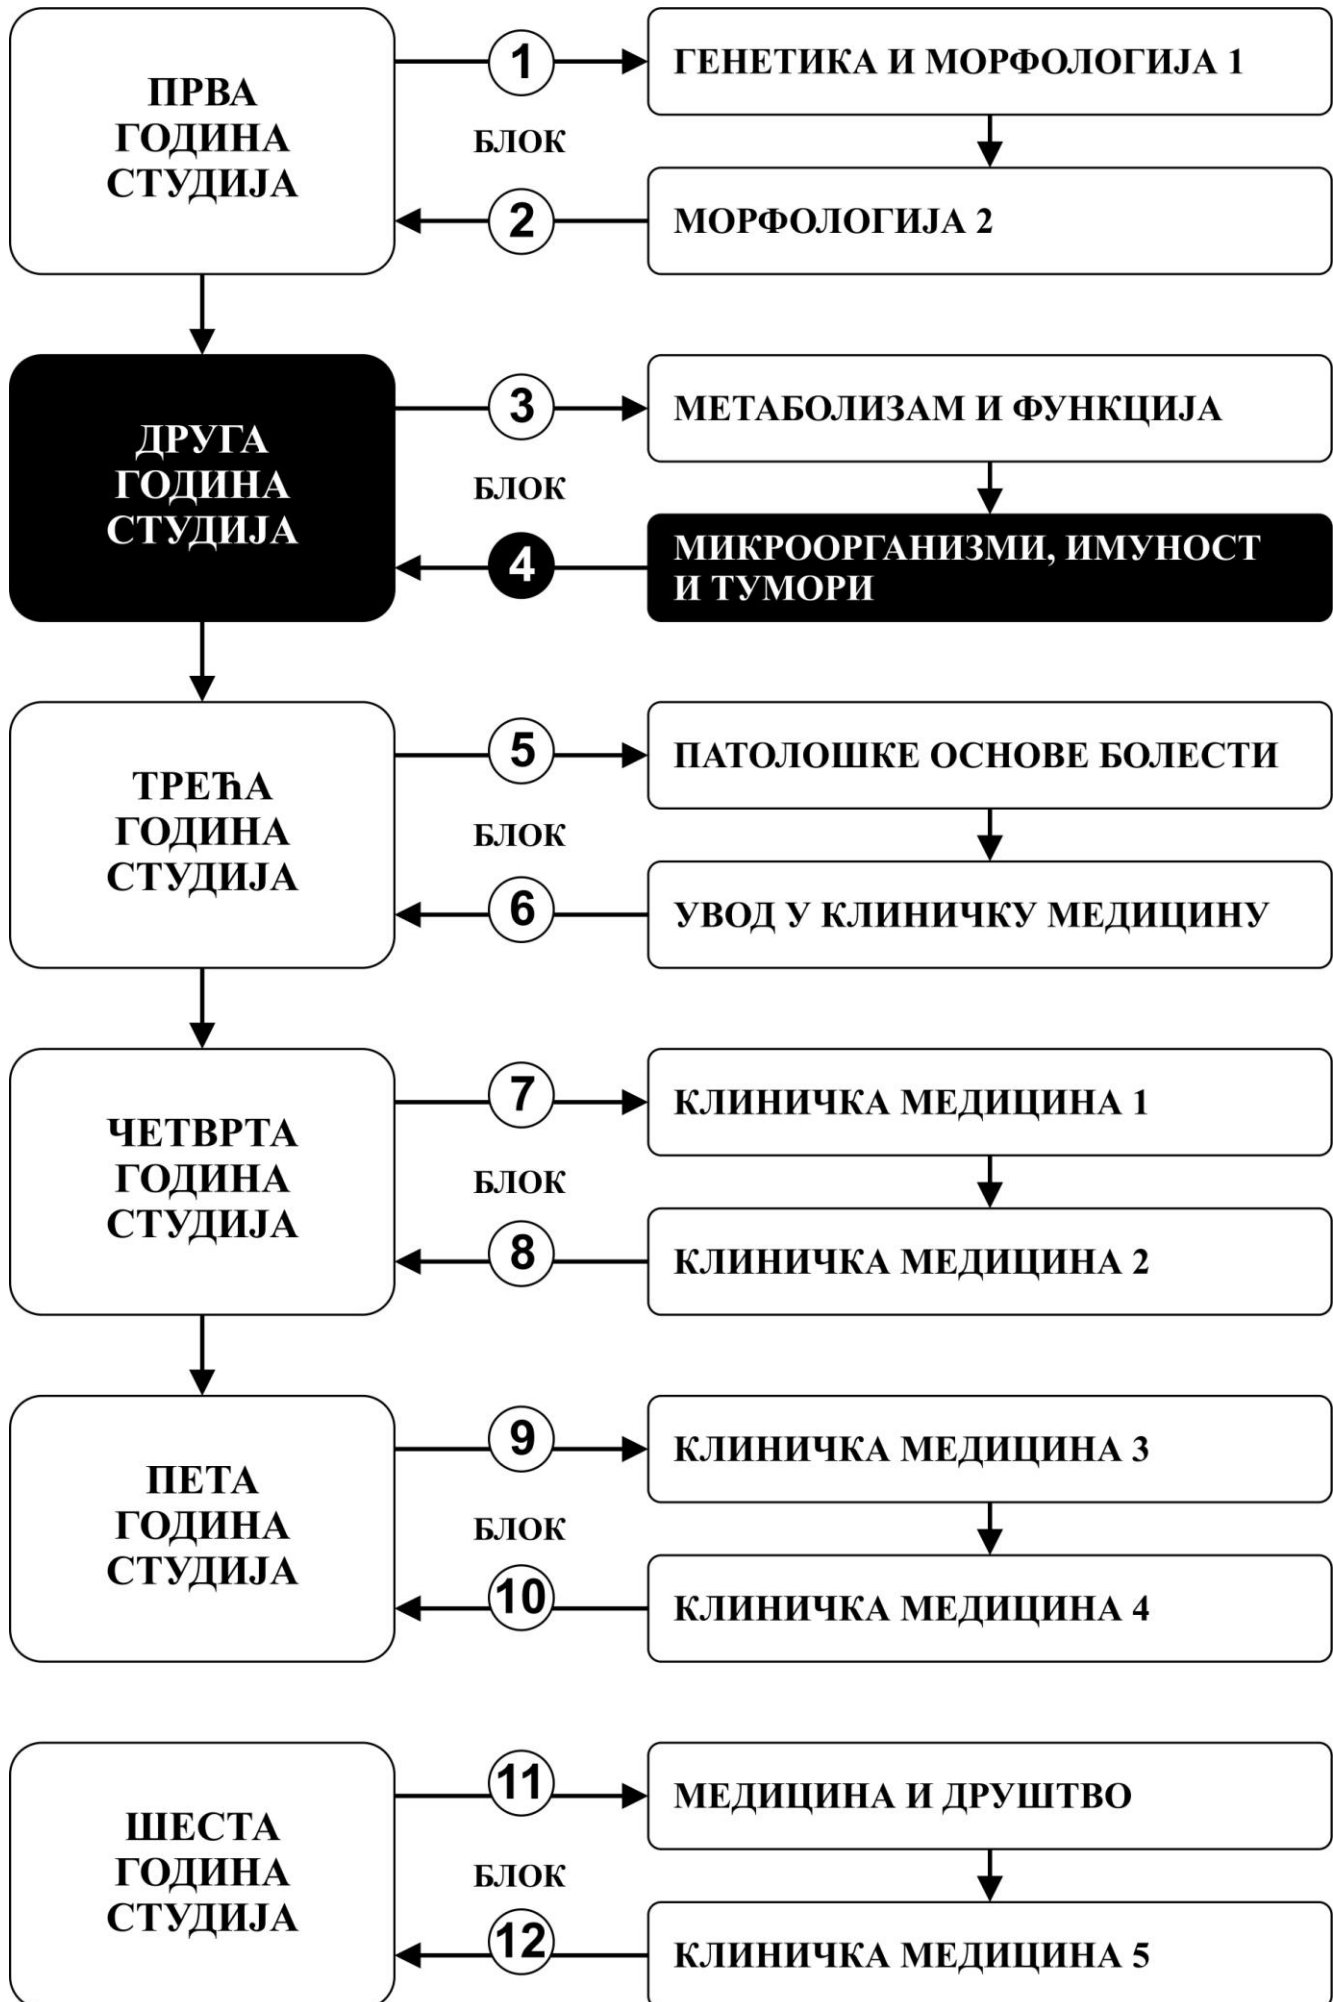 ПРВА
ГОДИНА
СТУДИЈА
1
ГЕНЕТИКА И МОРФОЛОГИЈА 1
БЛОК
2
МОРФОЛОГИЈА 2
ДРУГА
ГОДИНА
СТУДИЈА
3
МЕТАБОЛИЗАМ И ФУНКЦИЈА
БЛОК
4
МИКРООРГАНИЗМИ, ИМУНОСТ
И ТУМОРИ
ТРЕЋА
ГОДИНА
СТУДИЈА
5
ПАТОЛОШКЕ ОСНОВЕ БОЛЕСТИ
БЛОК
6
УВОД У КЛИНИЧКУ МЕДИЦИНУ
ЧЕТВРТА
ГОДИНА
СТУДИЈА
7
КЛИНИЧКА МЕДИЦИНА 1
БЛОК
8
КЛИНИЧКА МЕДИЦИНА 2
ПЕТА
ГОДИНА
СТУДИЈА
9
КЛИНИЧКА МЕДИЦИНА 3
БЛОК
10
КЛИНИЧКА МЕДИЦИНА 4
ШЕСТА
ГОДИНА
СТУДИЈА
11
МЕДИЦИНА И ДРУШТВО
БЛОК
12
КЛИНИЧКА МЕДИЦИНА 5